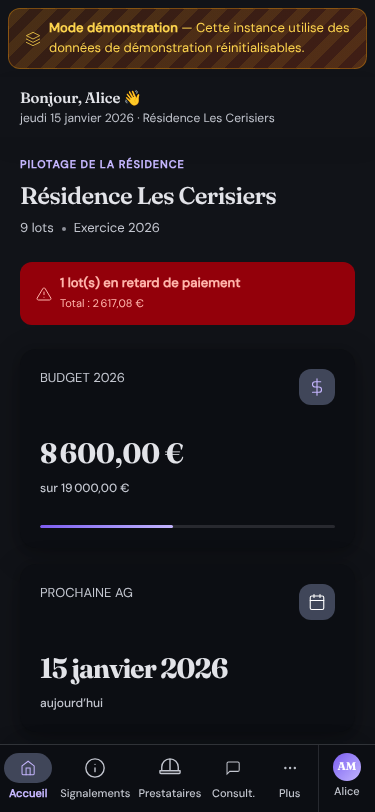 Mode démonstration — Cette instance utilise des
données de démonstration réinitialisables.
Bonjour, Alice 👋
jeudi 15 janvier 2026 · Résidence Les Cerisiers
PILOTAGE DE LA RÉSIDENCE
Résidence Les Cerisiers
9 lots • Exercice 2026
1 lot(s) en retard de paiement
Total : 2 617,08 €
BUDGET 2026
8 600,00 €
sur 19 000,00 €
PROCHAINE AG
15 janvier 2026
aujourd'hui
AM
Accueil Signalements Prestataires Consult. Plus Alice